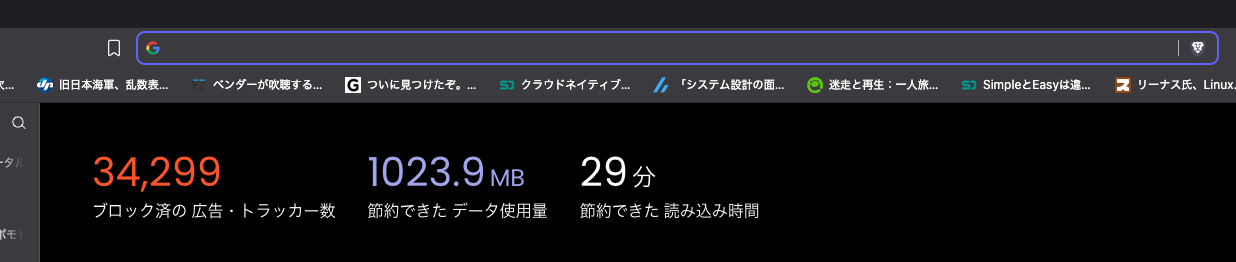 旧日本海軍、乱数表...
ベンダーが吹聴する...
ついに見つけたぞ。...
クラウドネイティブ...
「システム設計の面...
迷走と再生：一人旅...
SimpleとEasyは違...
リーナス氏、Linux
34,299
1023.9 MB
29 分
ブロック済の 広告・トラッカー数
節約できた データ使用量
節約できた 読み込み時間